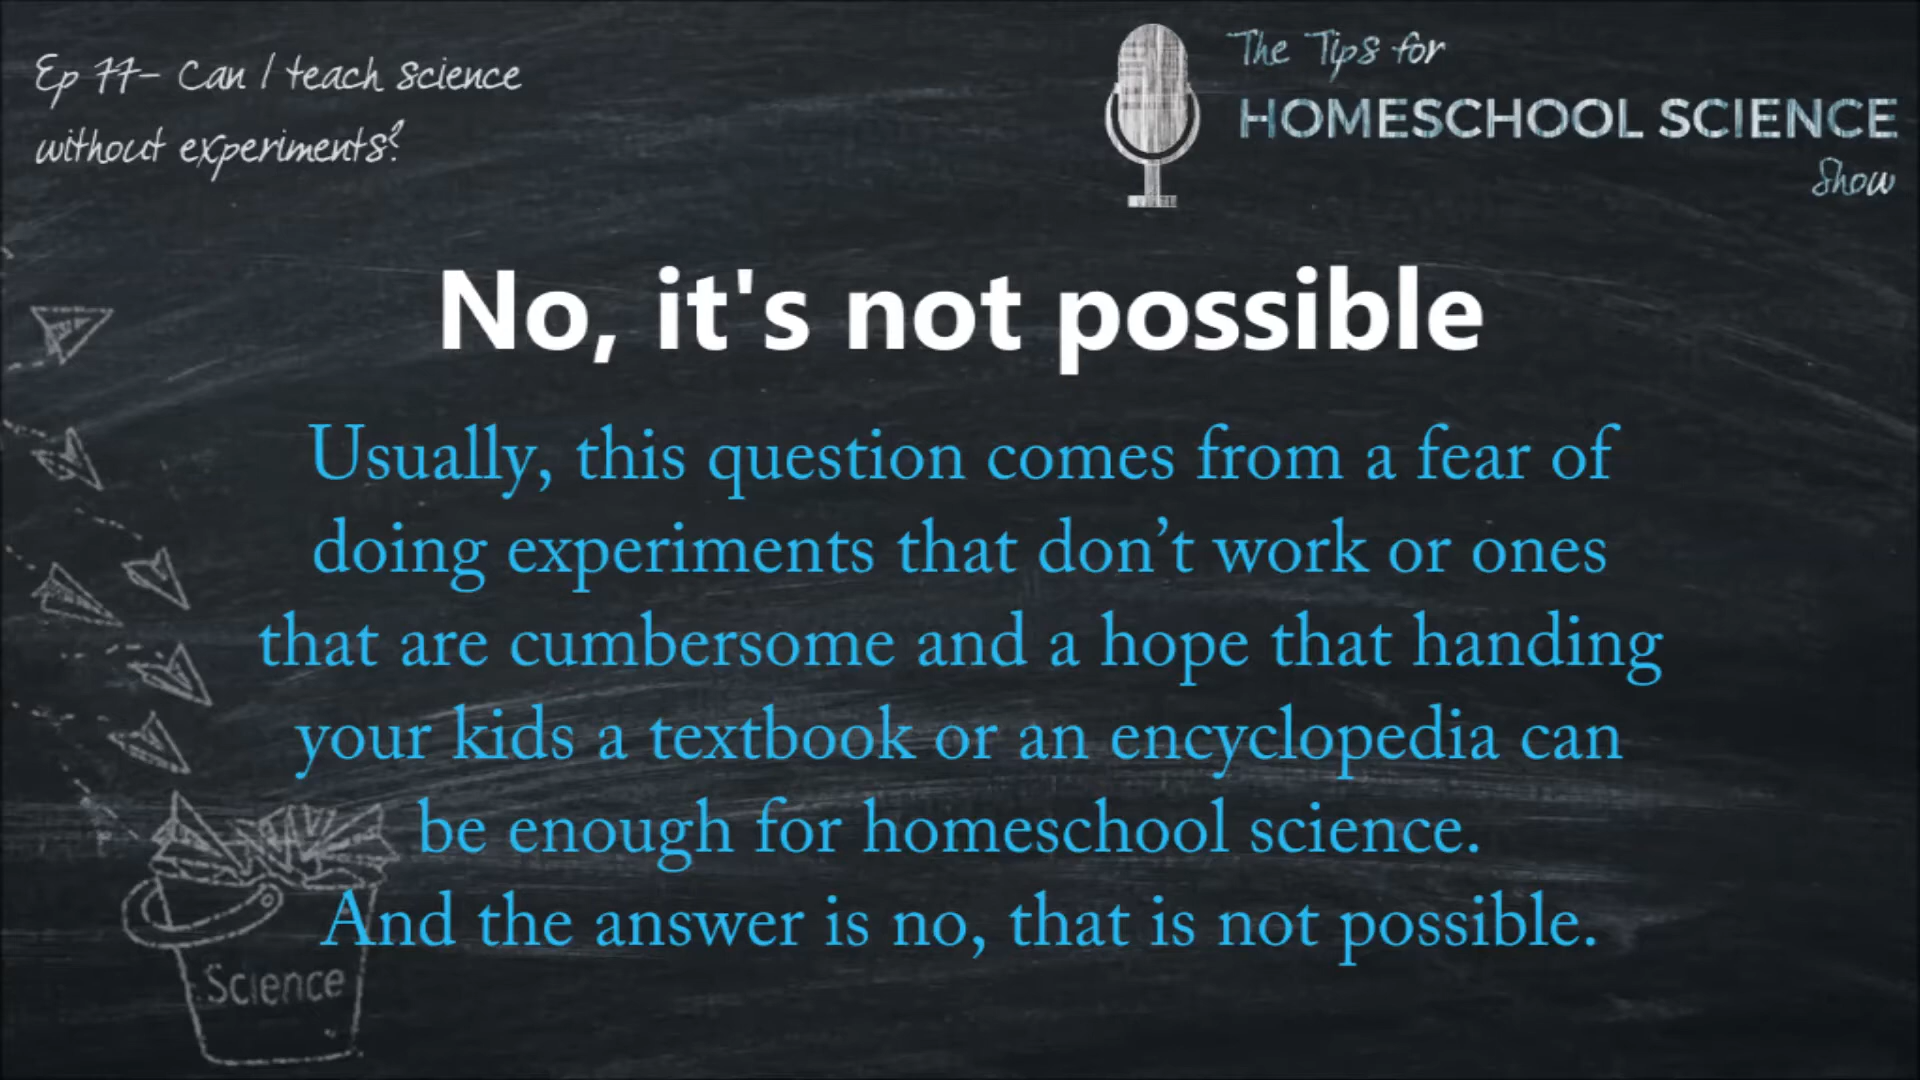 Ep 77- Can I teach science
without experiments?
The Tips for
HOMESCHOOL SCIENCE
Show
No, it's not possible
Usually, this question comes from a fear of
doing experiments that don’t work or ones
that are cumbersome and a hope that handing
your kids a textbook or an encyclopedia can
be enough for homeschool science.
And the answer is no, that is not possible.
Science